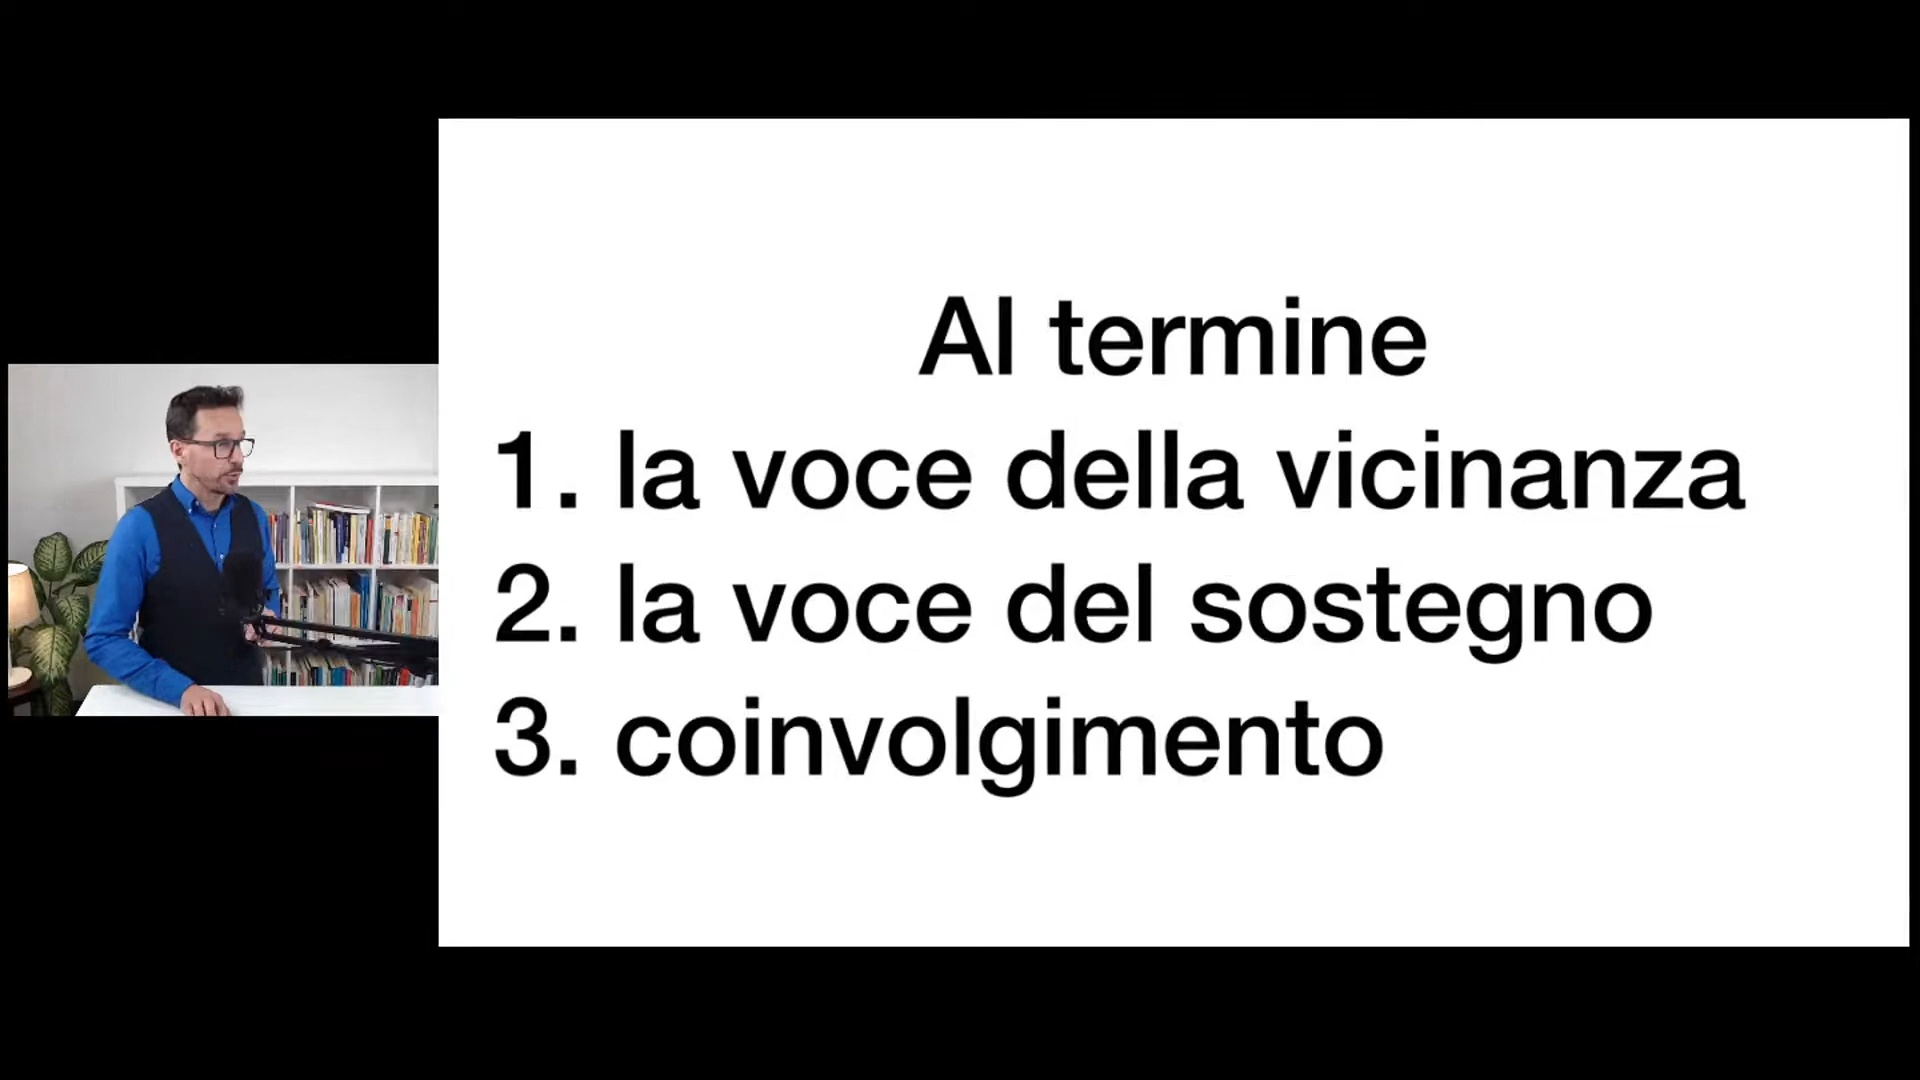 Al termine
1. la voce della vicinanza
2. la voce del sostegno
3. coinvolgimento